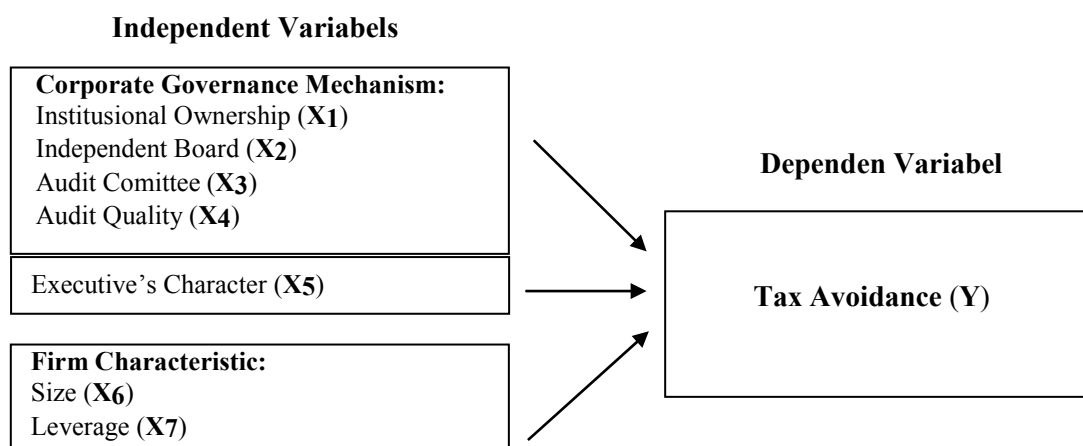 Independent Variabels
Corporate Governance Mechanism:
Institusional Ownership (X1)
Independent Board (X2)
Audit Comittee (X3)
Audit Quality (X4)
Executive’s Character (X5)
Firm Characteristic:
Size (X6)
Leverage (X7)
Dependen Variabel
Tax Avoidance (Y)